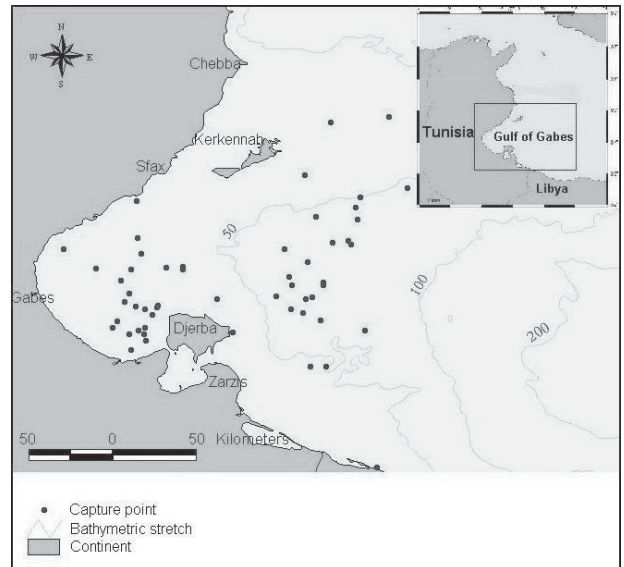 N
W E
S
Chebba
Kerkennah
Sfax
Gabes
Djerba
Zarzis
50
100
200
50 0 50
Kilometers
Tunisia
Gulf of Gabes
Libya
Capture point
Bathymetric stretch
Continent